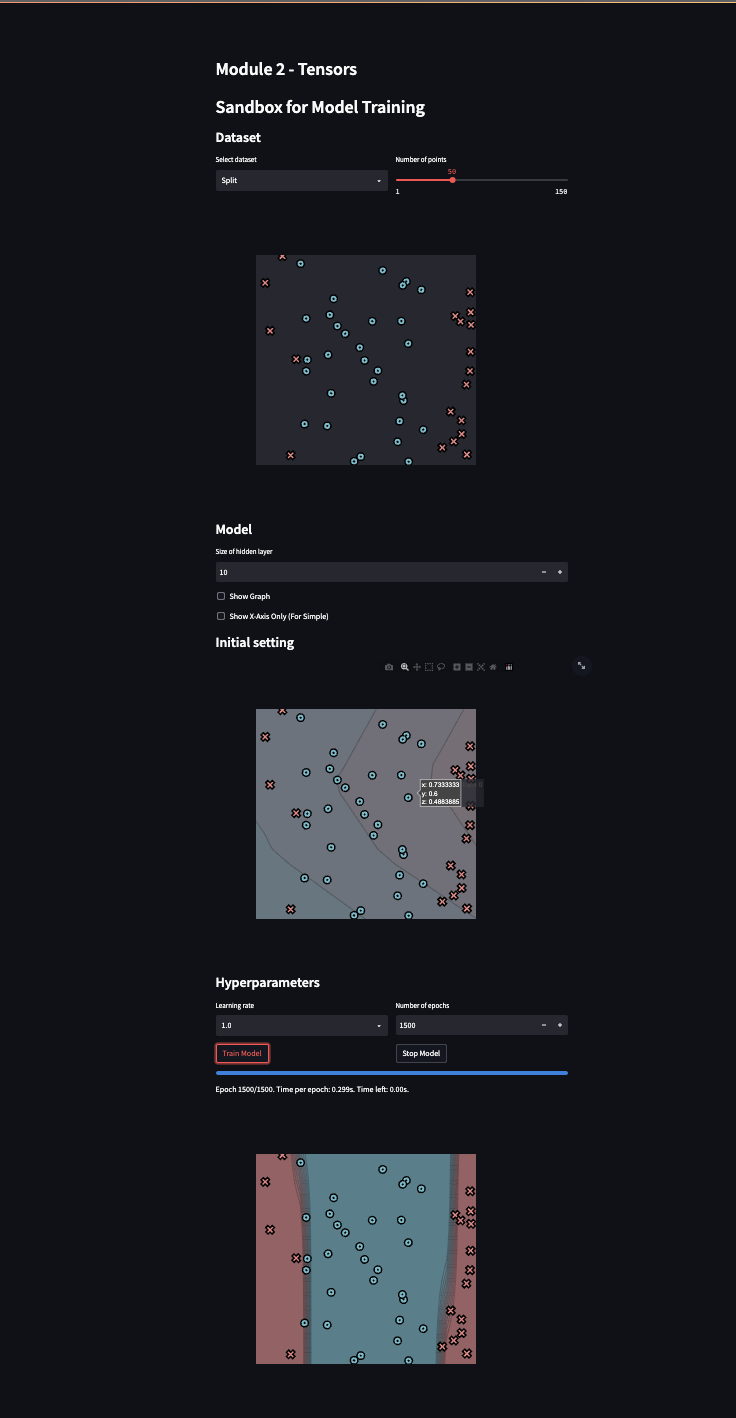 Module 2 - Tensors
Sandbox for Model Training
Dataset
Select dataset
Number of points
50
Split
1
150
Model
Size of hidden layer
10
Show Graph
Show X-Axis Only (For Simple)
Initial setting
x: 0.7333333
y: 0.6
z: 0.4883885
Hyperparameters
Learning rate
Number of epochs
1.0
1500
Train Model
Stop Model
Epoch 1500/1500. Time per epoch: 0.299s. Time left: 0.00s.